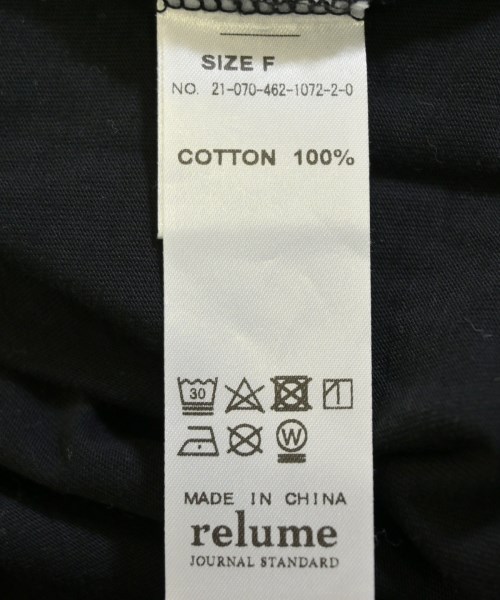 SIZE F
NO. 21-070-462-1072-2-0
COTTON 100%
30
W
MADE IN CHINA
relume
JOURNAL STANDARD